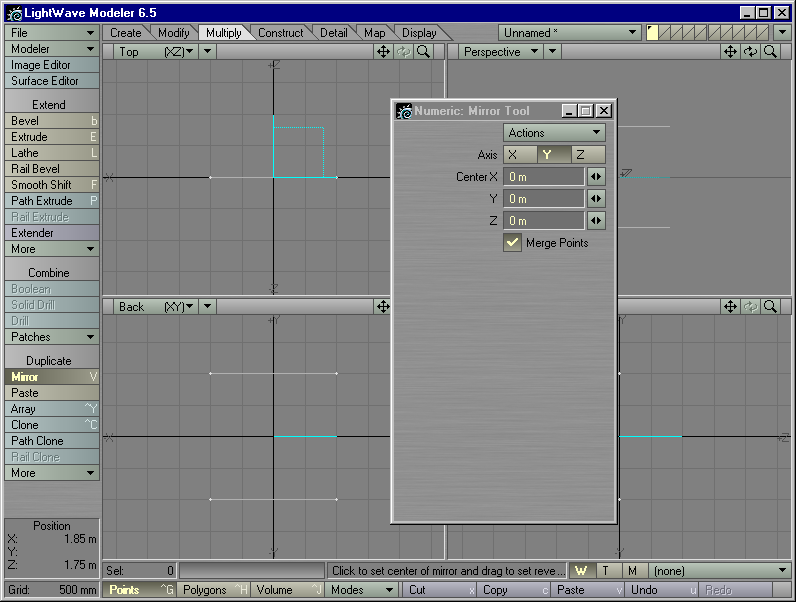 LightWave Modeler 6.5
File
Create Modify Multiply Construct Detail Map Display
Unnamed *
Modeler
Image Editor
Surface Editor
Extend
Bevel b
Extrude E
Lathe L
Rail Bevel
Smooth Shift F
Path Extrude P
Rail Extrude
Extender
More
Combine
Boolean
Solid Drill
Drill
Patches
Duplicate
Mirror V
Paste
Array ^Y
Clone ^C
Path Clone
Rail Clone
More
Position
X: 1.85 m
Y:
Z: 1.75 m
Grid: 500 mm
Top (XZ)
Perspective
Z
X
Z
Back (XY)
Y
X
Y
Y
Z
Y
Numeric: Mirror Tool
Actions
Axis X Y Z
Center X 0 m
Y 0 m
Z 0 m
Merge Points
Sel: 0
Click to set center of mirror and drag to set reve...
W T M (none)
Points ^G Polygons ^H Volume ^J Modes Cut x Copy c Paste v Undo u Redo